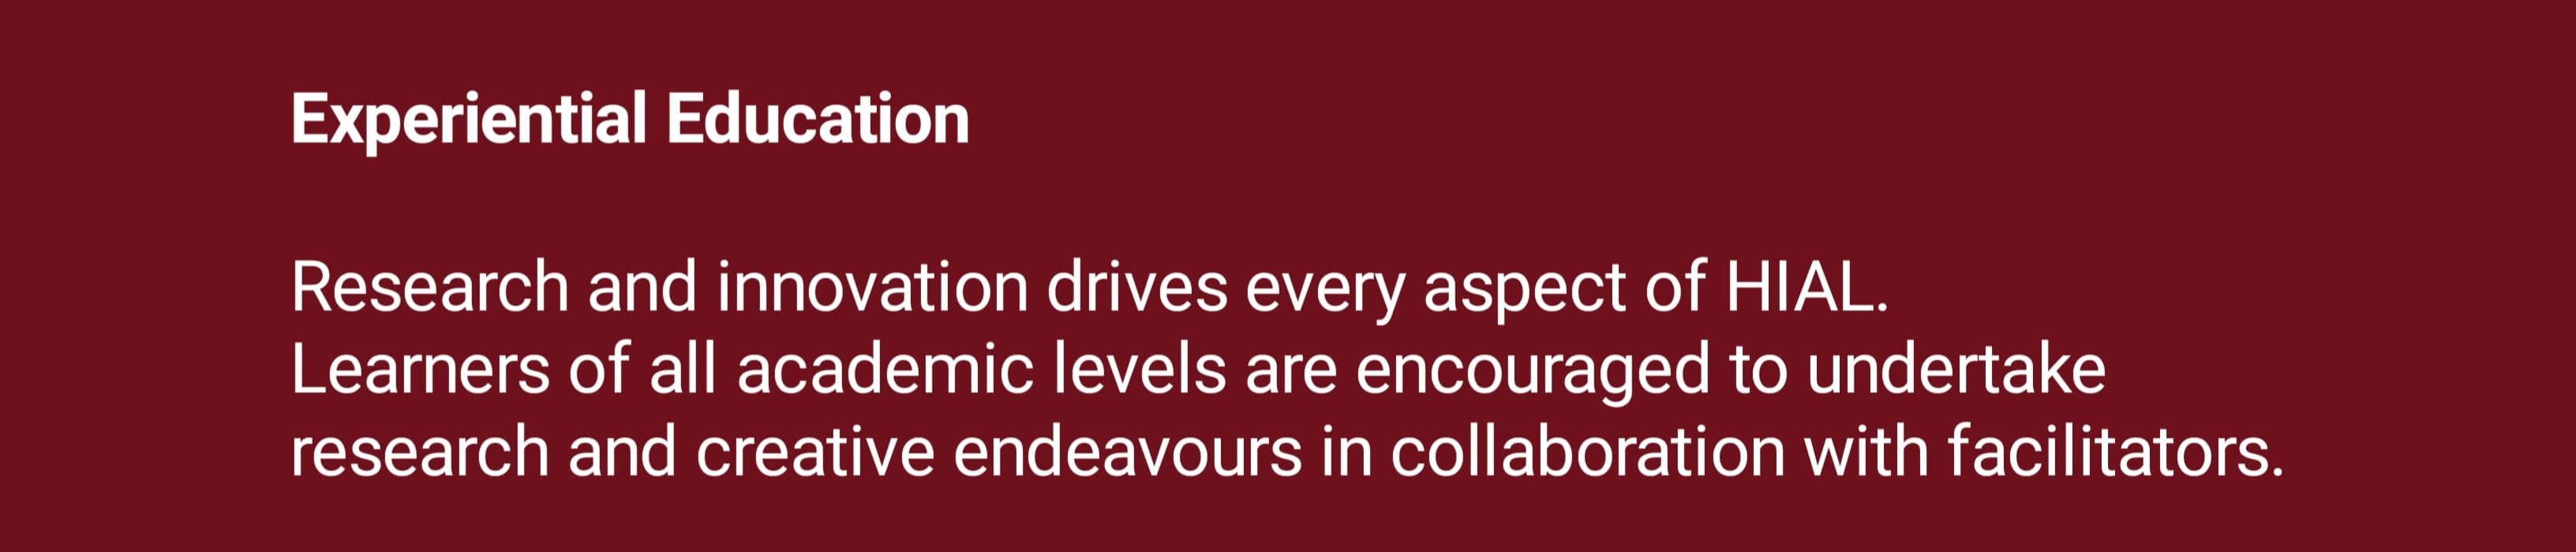 Experiential Education
Research and innovation drives every aspect of HIAL.
Learners of all academic levels are encouraged to undertake
research and creative endeavours in collaboration with facilitators.